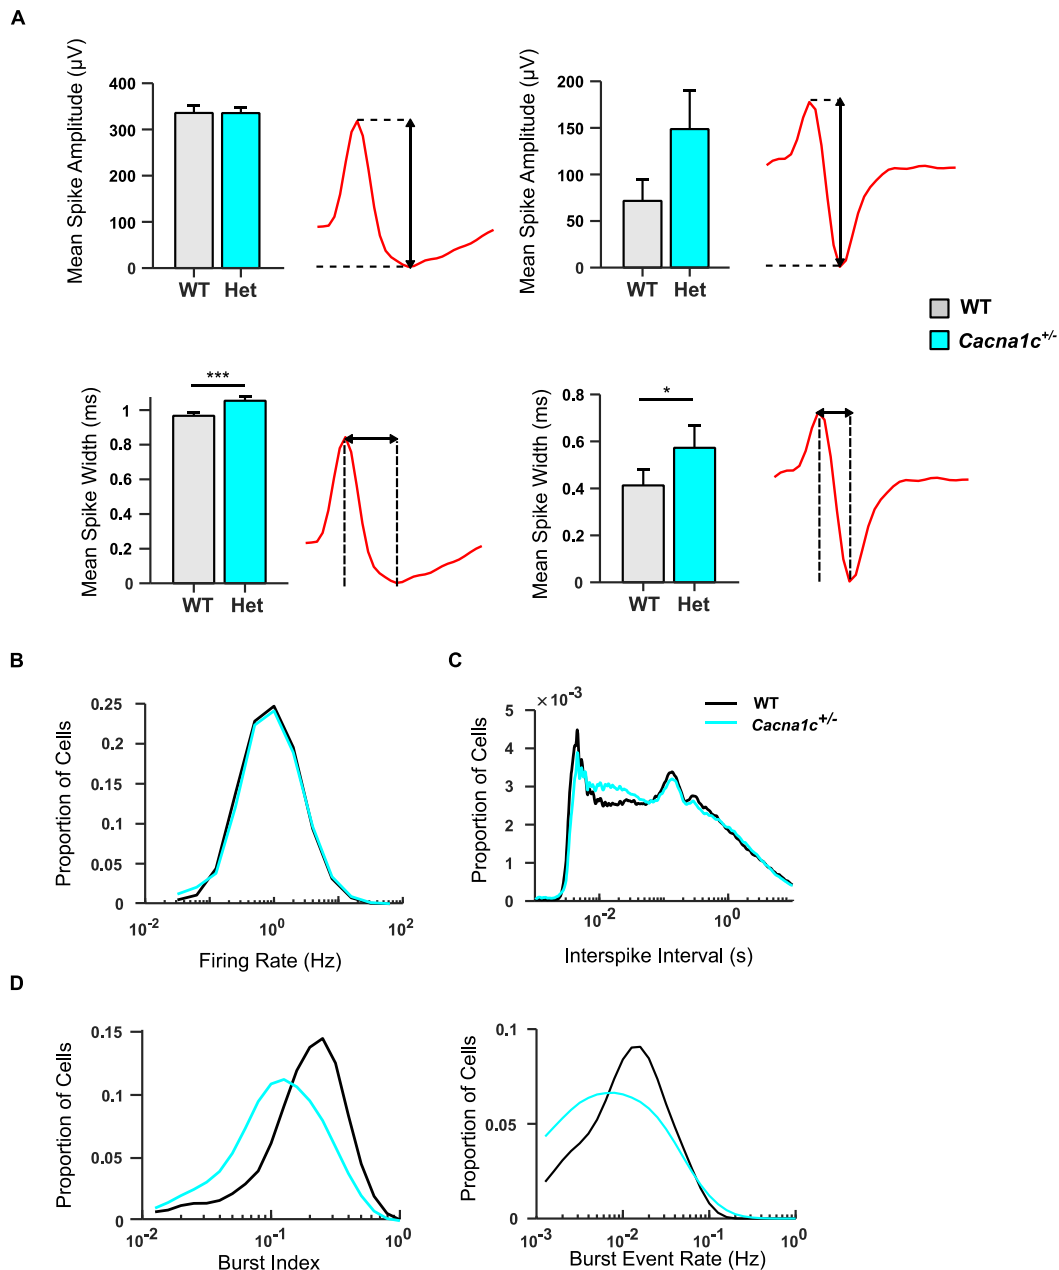 A
Mean Spike Amplitude (µV)
400
300
200
100
0
WT Het
Mean Spike Amplitude (µV)
200
150
100
50
0
WT Het
WT
Cacna1c+/-
Mean Spike Width (ms)
1
0.8
0.6
0.4
0.2
0
***
WT Het
Mean Spike Width (ms)
0.8
0.6
0.4
0.2
0
*
WT Het
B
Proportion of Cells
0.25
0.2
0.15
0.1
0.05
0
10-2 100 102
Firing Rate (Hz)
C
×10-3
Proportion of Cells
5
4
3
2
1
0
10-2 100
Interspike Interval (s)
WT
Cacna1c+/-
D
Proportion of Cells
0.15
0.1
0.05
0
10-2 10-1 100
Burst Index
Proportion of Cells
0.1
0.05
0
10-3 10-2 10-1 100
Burst Event Rate (Hz)